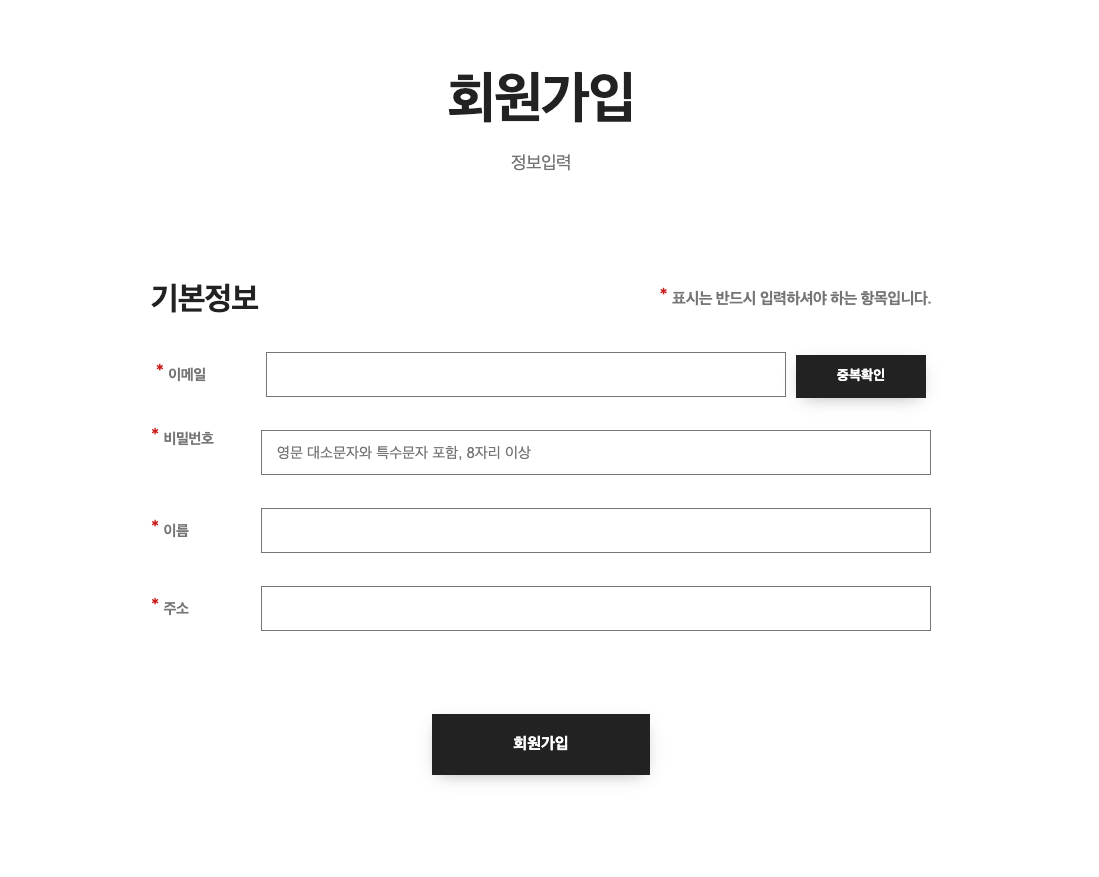 회원가입
정보입력
기본정보
* 표시는 반드시 입력하셔야 하는 항목입니다.
* 이메일
중복확인
* 비밀번호
영문 대소문자와 특수문자 포함, 8자리 이상
* 이름
* 주소
회원가입